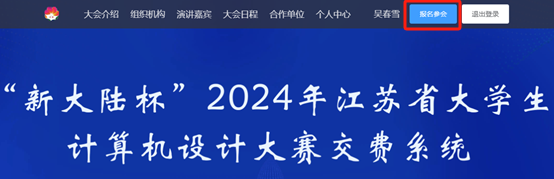 大会介绍 组织机构 演讲嘉宾 大会日程 合作单位 个人中心 吴春雪 报名参会 退出登录
“新大陆杯”2024年江苏省大学生
计算机设计大赛交费系统